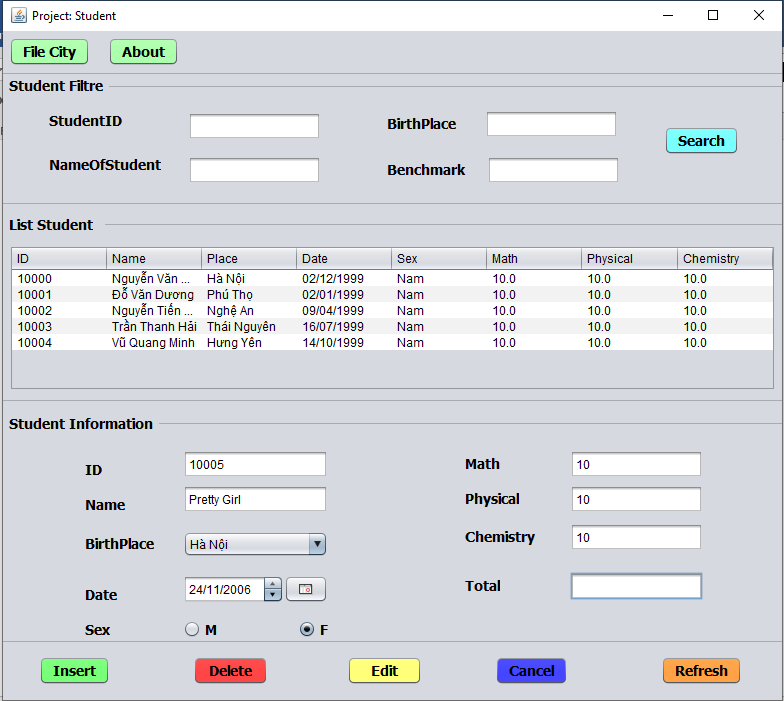 Project: Student
File City About
Student Filtre
StudentID BirthPlace
Search
NameOfStudent Benchmark
List Student
ID Name Place Date Sex Math Physical Chemistry
10000 Nguyễn Văn ... Hà Nội 02/12/1999 Nam 10.0 10.0 10.0
10001 Đỗ Văn Dương Phú Thọ 02/01/1999 Nam 10.0 10.0 10.0
10002 Nguyễn Tiến ... Nghệ An 09/04/1999 Nam 10.0 10.0 10.0
10003 Trần Thanh Hải Thái Nguyên 16/07/1999 Nam 10.0 10.0 10.0
10004 Vũ Quang Minh Hưng Yên 14/10/1999 Nam 10.0 10.0 10.0
Student Information
ID 10005 Math 10
Name Pretty Girl Physical 10
BirthPlace Hà Nội Chemistry 10
Date 24/11/2006 Total
Sex M F
Insert Delete Edit Cancel Refresh